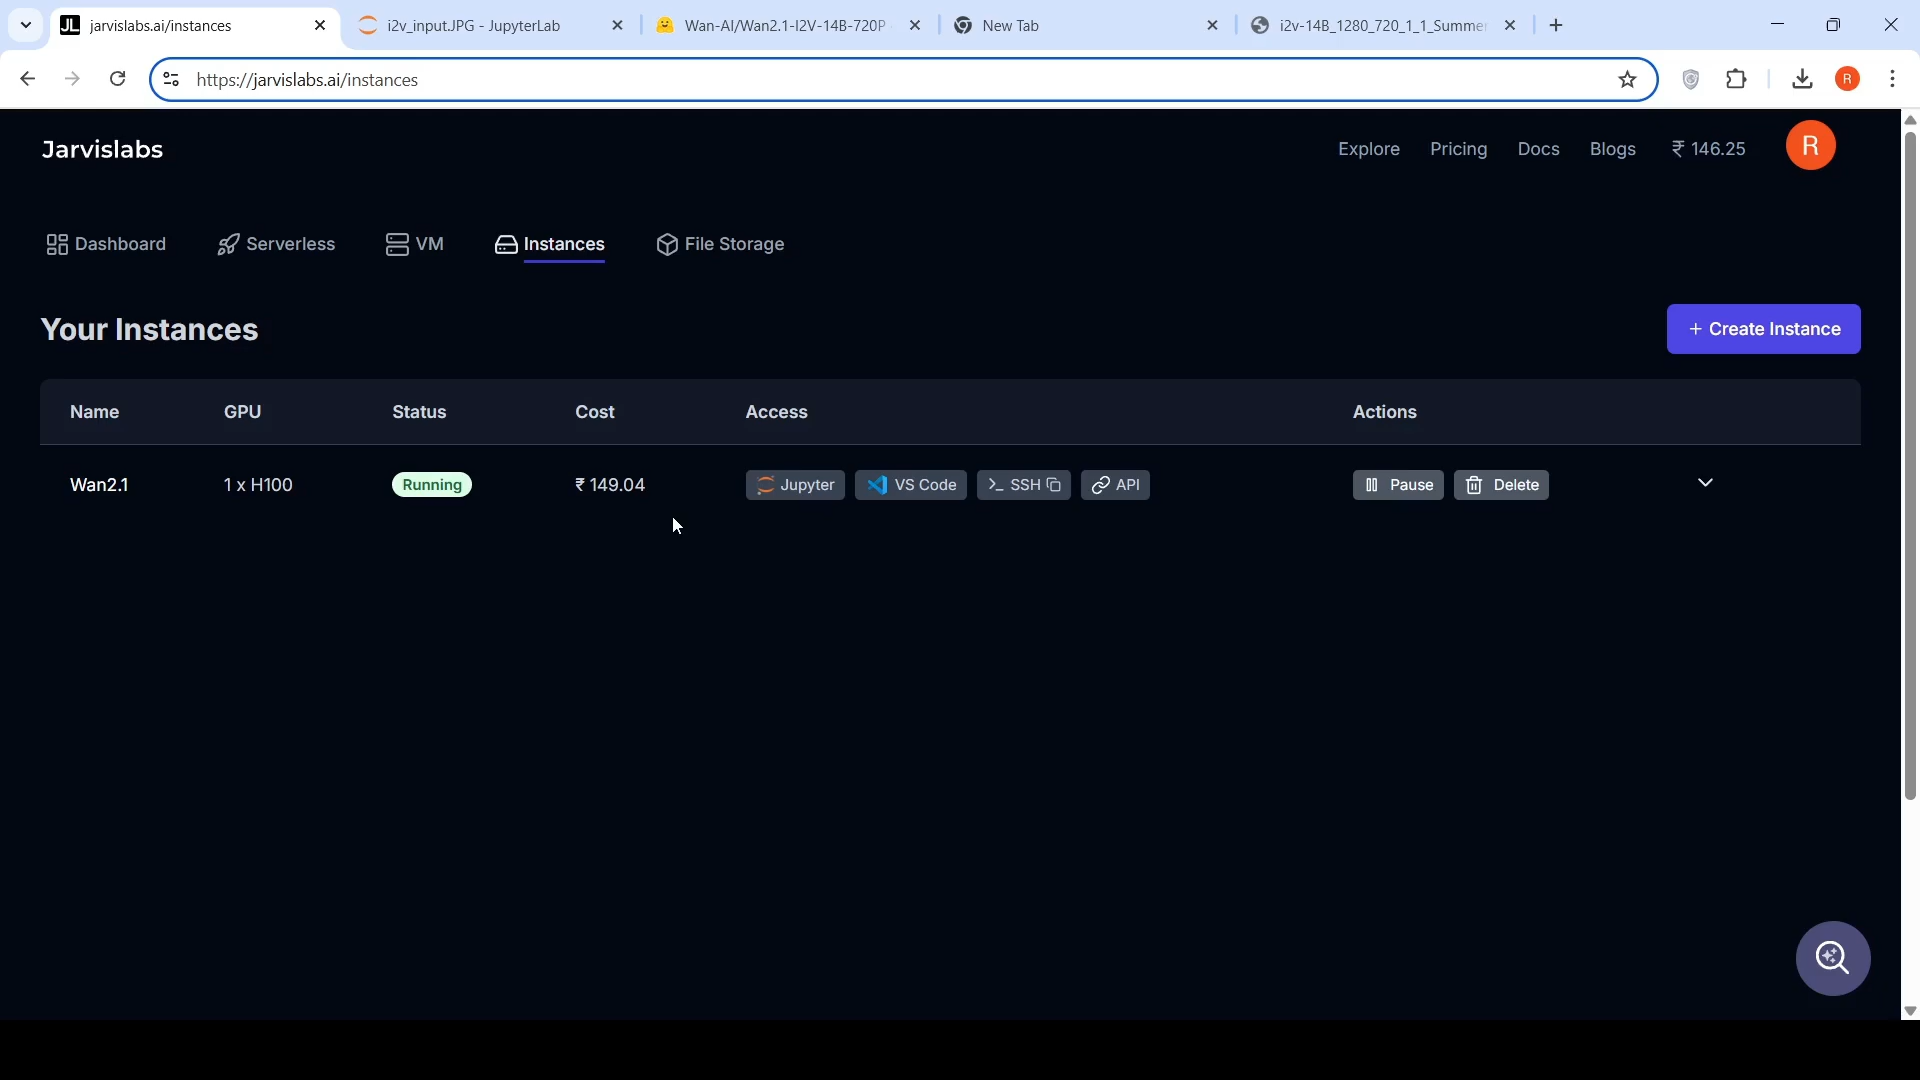 jarvislabs.ai/instances
i2v_input.JPG - JupyterLab
Wan-AI/Wan2.1-I2V-14B-720P
New Tab
i2v-14B_1280_720_1_1_Summe
https://jarvislabs.ai/instances
R
Jarvislabs
Explore
Pricing
Docs
Blogs
₹ 146.25
R
Dashboard
Serverless
VM
Instances
File Storage
Your Instances
+ Create Instance
Name GPU Status Cost Access Actions
Wan2.1 1 x H100 Running ₹ 149.04 Jupyter VS Code SSH API Pause Delete